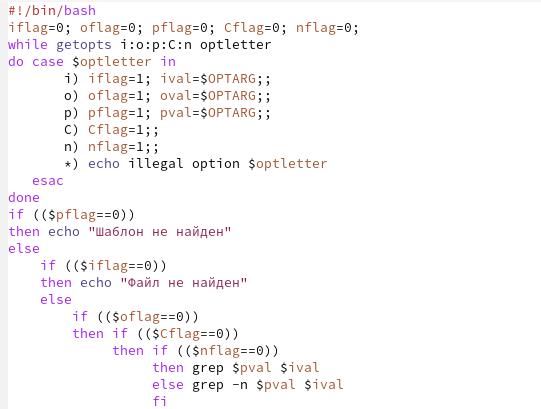 #!/bin/bash
iflag=0; oflag=0; pflag=0; Cflag=0; nflag=0;
while getopts i:o:p:C:n optletter
do case $optletter in
       i) iflag=1; ival=$OPTARG;;
       o) oflag=1; oval=$OPTARG;;
       p) pflag=1; pval=$OPTARG;;
       C) Cflag=1;;
       n) nflag=1;;
       *) echo illegal option $optletter
   esac
done
if (($pflag==0))
then echo "Шаблон не найден"
else
    if (($iflag==0))
    then echo "Файл не найден"
    else
        if (($oflag==0))
        then if (($Cflag==0))
             then if (($nflag==0))
                  then grep $pval $ival
                  else grep -n $pval $ival
                  fi